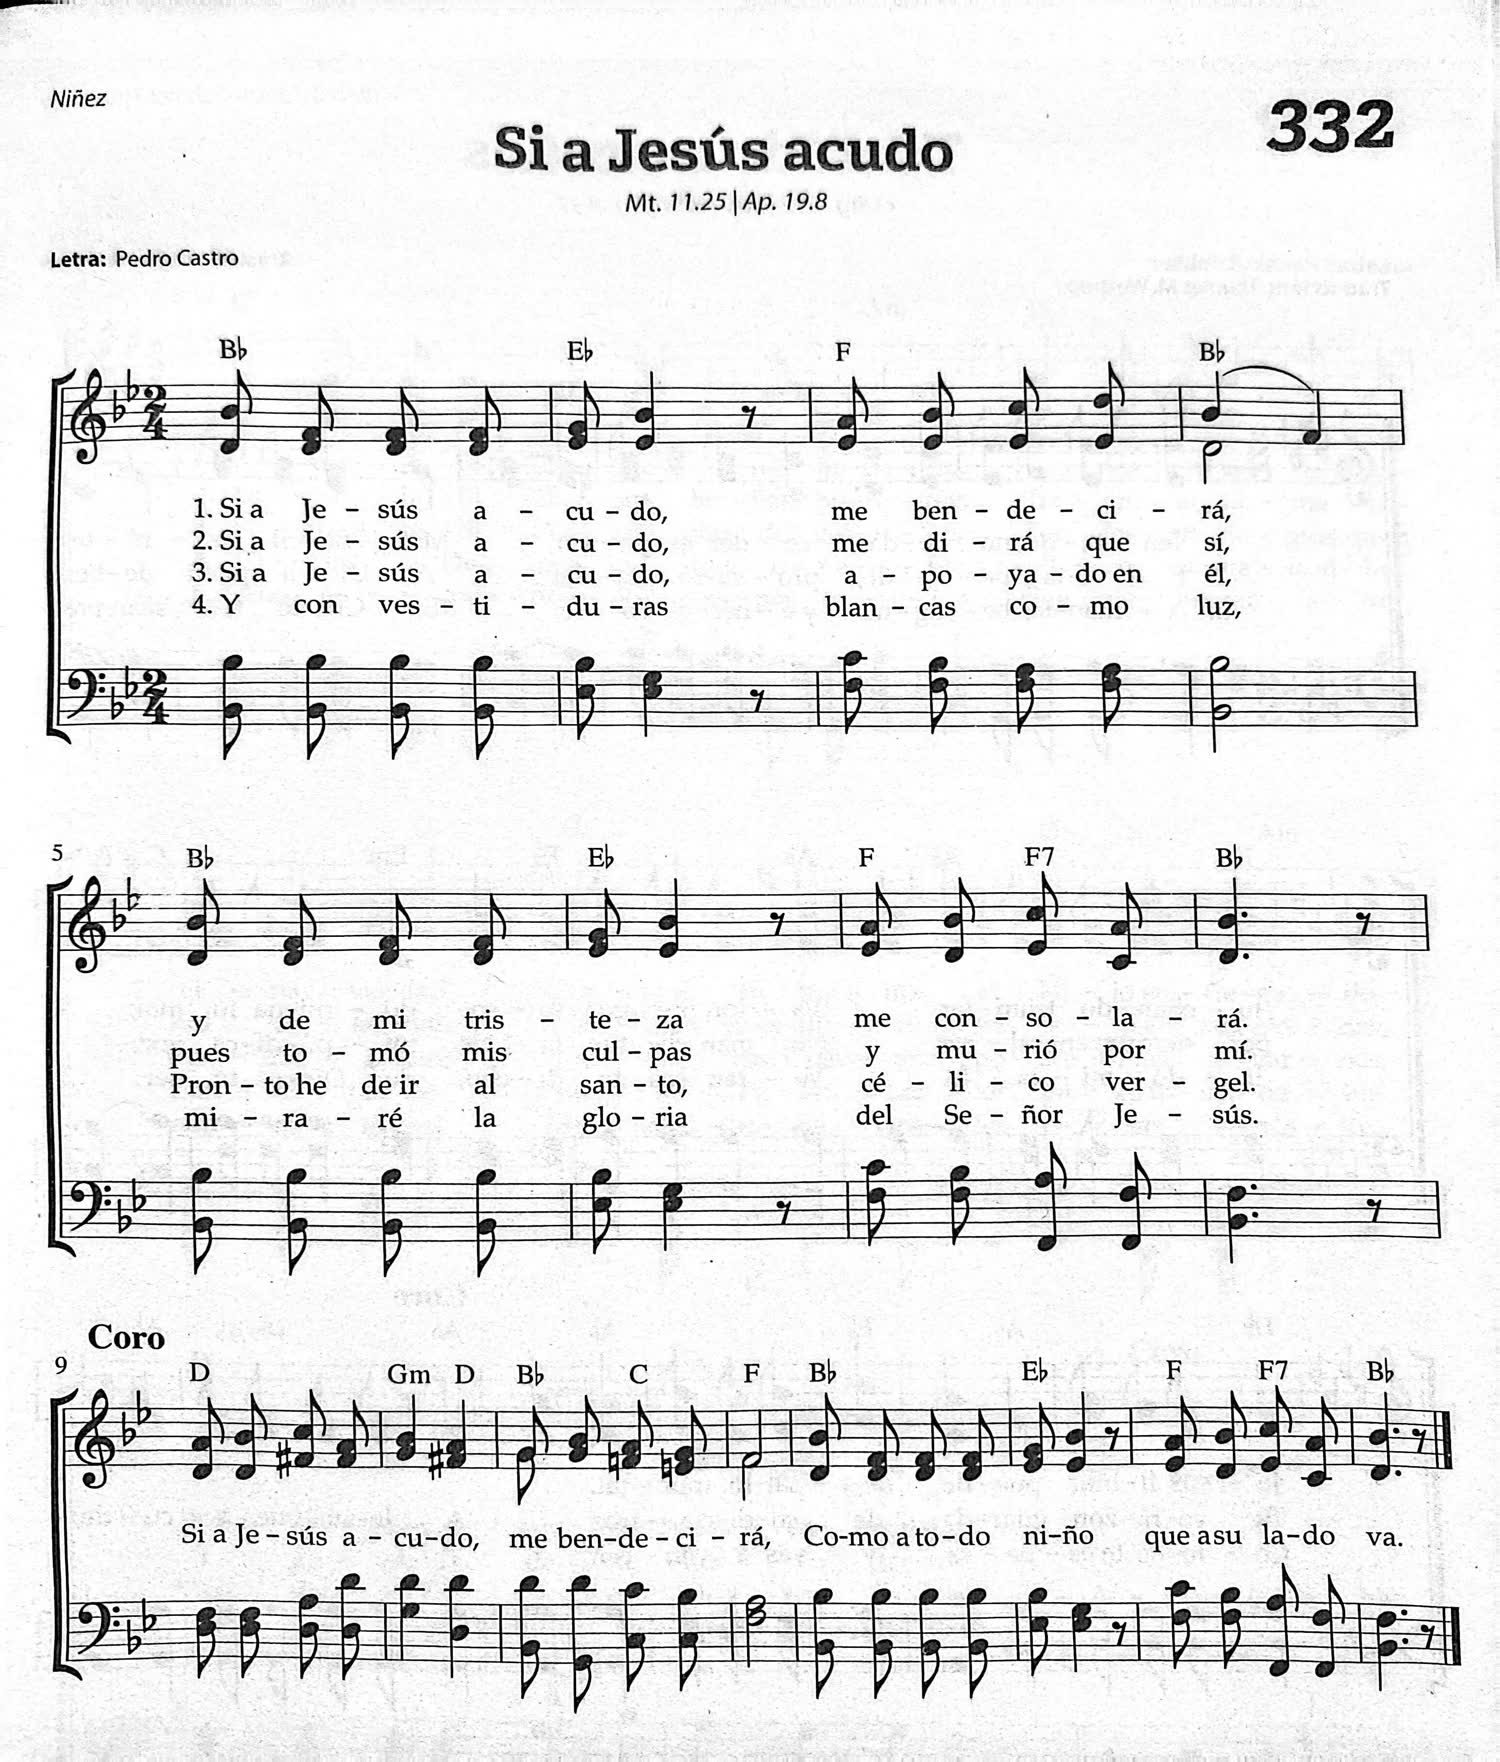 Niñez
332
Si a Jesús acudo
Mt. 11.25 | Ap. 19.8
Letra: Pedro Castro
B♭ E♭ F B♭
2/4
1. Si a Je – sús a – cu – do, me ben – de – ci – rá,
2. Si a Je – sús a – cu – do, me di – rá que sí,
3. Si a Je – sús a – cu – do, a – po – ya – do en él,
4. Y con ves – ti – du – ras blan – cas co – mo luz,
2/4
5
B♭ E♭ F F7 B♭
y de mi tris – te – za me con – so – la – rá.
pues to – mó mis cul – pas y mu – rió por mí.
Pron – to he de ir al san – to, cé – li – co ver – gel.
mi – ra – ré la glo – ria del Se – ñor Je – sús.
Coro
9
D Gm D B♭ C F B♭ E♭ F F7 B♭
Si a Je – sús a – cu – do, me ben – de – ci – rá, Co – mo a to – do ni – ño que a su la – do va.